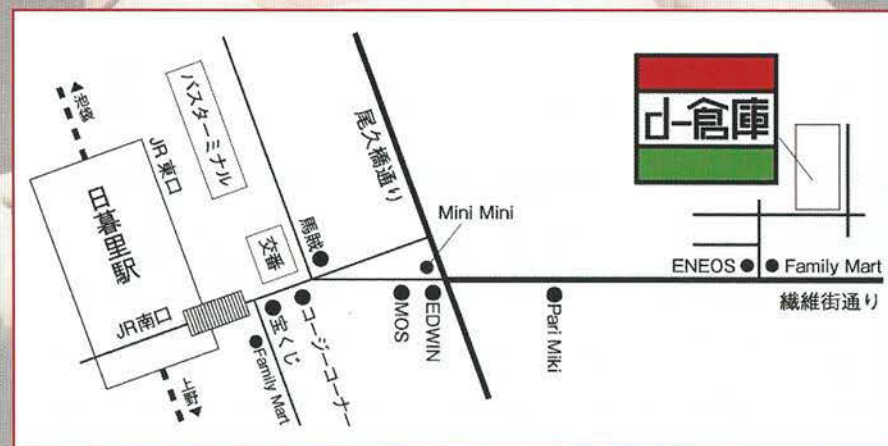 ▲池袋
JR東口
日暮里駅
JR南口
上野▼
バスターミナル
交番
馬賊
尾久橋通り
Mini Mini
宝くじ
Family Mart
コージーコーナー
MOS
EDWIN
Pari Miki
d-倉庫
ENEOS
Family Mart
繊維街通り